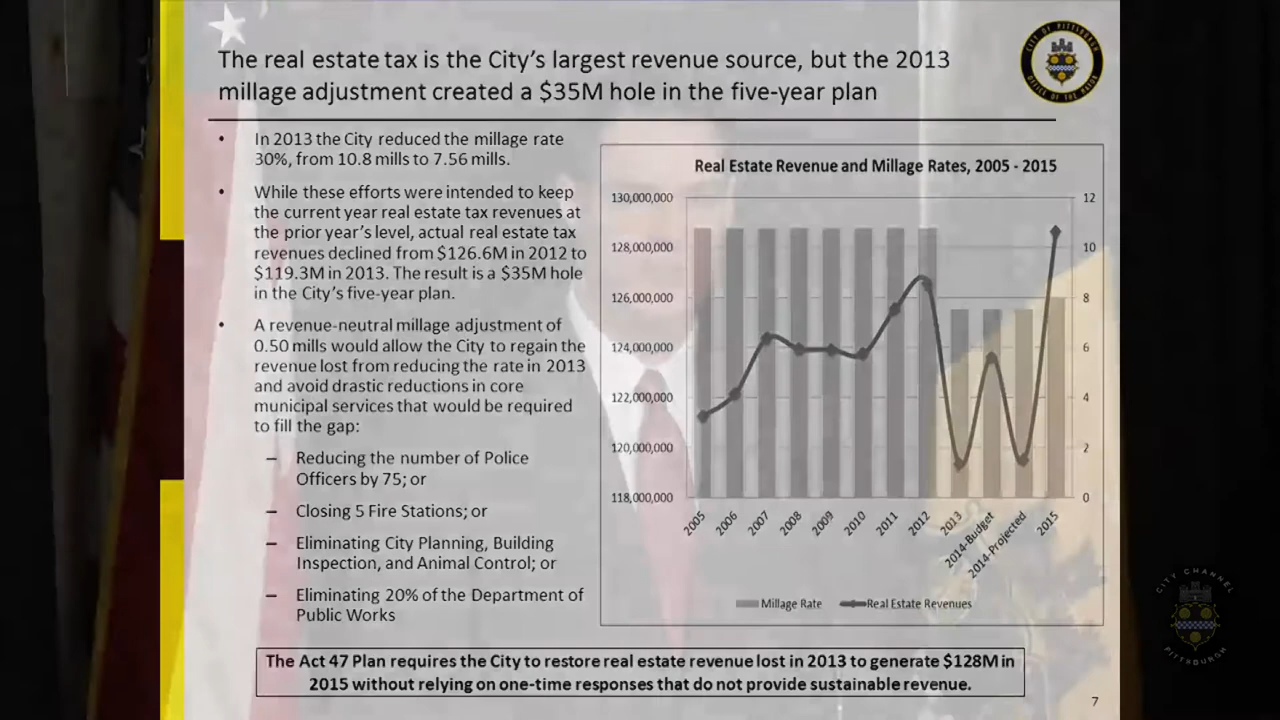 The real estate tax is the City's largest revenue source, but the 2013
millage adjustment created a $35M hole in the five-year plan
CITY OF PITTSBURGH
OFFICE OF THE MAYOR
• In 2013 the City reduced the millage rate
30%, from 10.8 mills to 7.56 mills.
• While these efforts were intended to keep
the current year real estate tax revenues at
the prior year's level, actual real estate tax
revenues declined from $126.6M in 2012 to
$119.3M in 2013. The result is a $35M hole
in the City's five-year plan.
• A revenue-neutral millage adjustment of
0.50 mills would allow the City to regain the
revenue lost from reducing the rate in 2013
and avoid drastic reductions in core
municipal services that would be required
to fill the gap:
– Reducing the number of Police
Officers by 75; or
– Closing 5 Fire Stations; or
– Eliminating City Planning, Building
Inspection, and Animal Control; or
– Eliminating 20% of the Department of
Public Works
Real Estate Revenue and Millage Rates, 2005 - 2015
130,000,000
128,000,000
126,000,000
124,000,000
122,000,000
120,000,000
118,000,000
12
10
8
6
4
2
0
2005
2006
2007
2008
2009
2010
2011
2012
2013
2014-Budget
2014-Projected
2015
Millage Rate
Real Estate Revenues
The Act 47 Plan requires the City to restore real estate revenue lost in 2013 to generate $128M in
2015 without relying on one-time responses that do not provide sustainable revenue.
7
CITY CHANNEL
PITTSBURGH